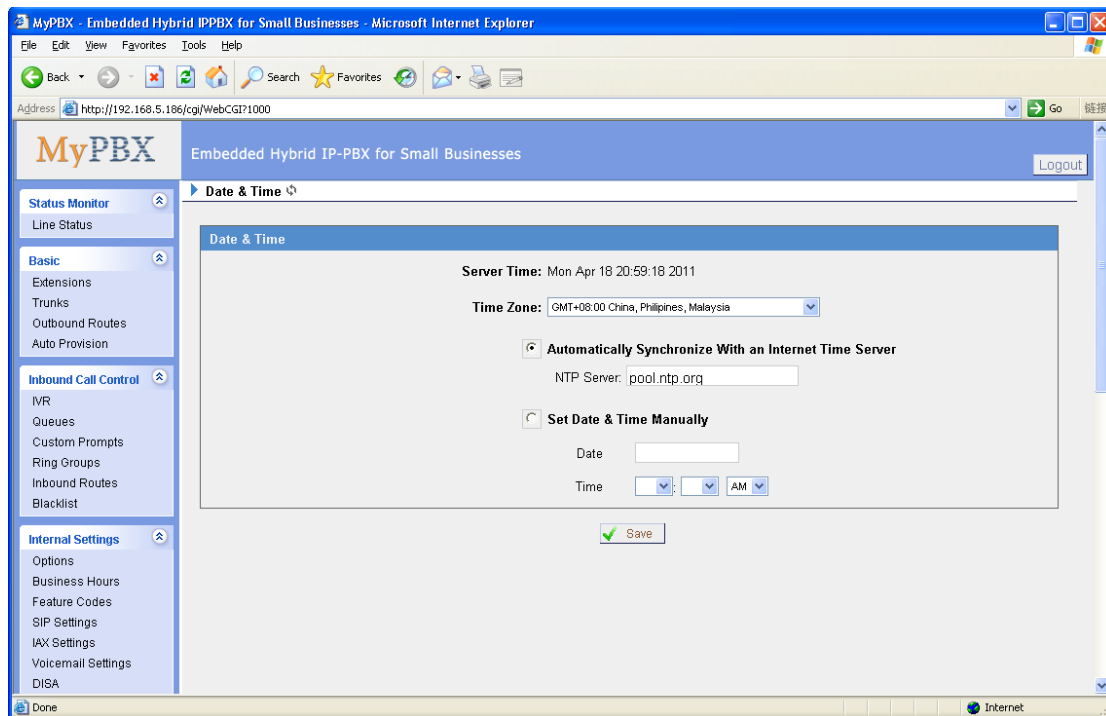 MyPBX - Embedded Hybrid IPPBX for Small Businesses - Microsoft Internet Explorer
File Edit View Favorites Tools Help
Back Search Favorites
Address http://192.168.5.186/cgi/WebCGI?1000 Go 链接
MyPBX Embedded Hybrid IP-PBX for Small Businesses
Logout
Status Monitor
Line Status
Basic
Extensions
Trunks
Outbound Routes
Auto Provision
Inbound Call Control
IVR
Queues
Custom Prompts
Ring Groups
Inbound Routes
Blacklist
Internal Settings
Options
Business Hours
Feature Codes
SIP Settings
IAX Settings
Voicemail Settings
DISA
Date & Time
Date & Time
Server Time: Mon Apr 18 20:59:18 2011
Time Zone: GMT+08:00 China, Philipines, Malaysia
Automatically Synchronize With an Internet Time Server
NTP Server: pool.ntp.org
Set Date & Time Manually
Date
Time : AM
Save
Done Internet